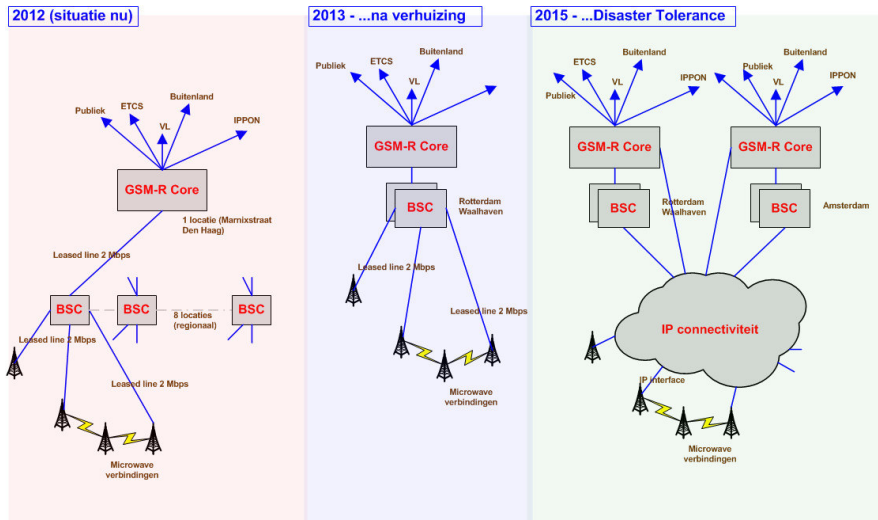 2012 (situatie nu)
Publiek
ETCS
VL
Buitenland
IPPON
GSM-R Core
1 locatie (Marnixstraat
Den Haag)
Leased line 2 Mbps
BSC
BSC
BSC
8 locaties
(regionaal)
Leased line 2 Mbps
Leased line 2 Mbps
Microwave
verbindingen
2013 - ...na verhuizing
Publiek
ETCS
VL
Buitenland
GSM-R Core
BSC
Rotterdam
Waalhaven
Leased line 2 Mbps
Leased line 2 Mbps
Microwave
verbindingen
2015 - ...Disaster Tolerance
Publiek
ETCS
VL
Buitenland
IPPON
Publiek
ETCS
VL
Buitenland
IPPON
GSM-R Core
GSM-R Core
BSC
Rotterdam
Waalhaven
BSC
Amsterdam
IP connectiviteit
IP interface
Microwave
verbindingen